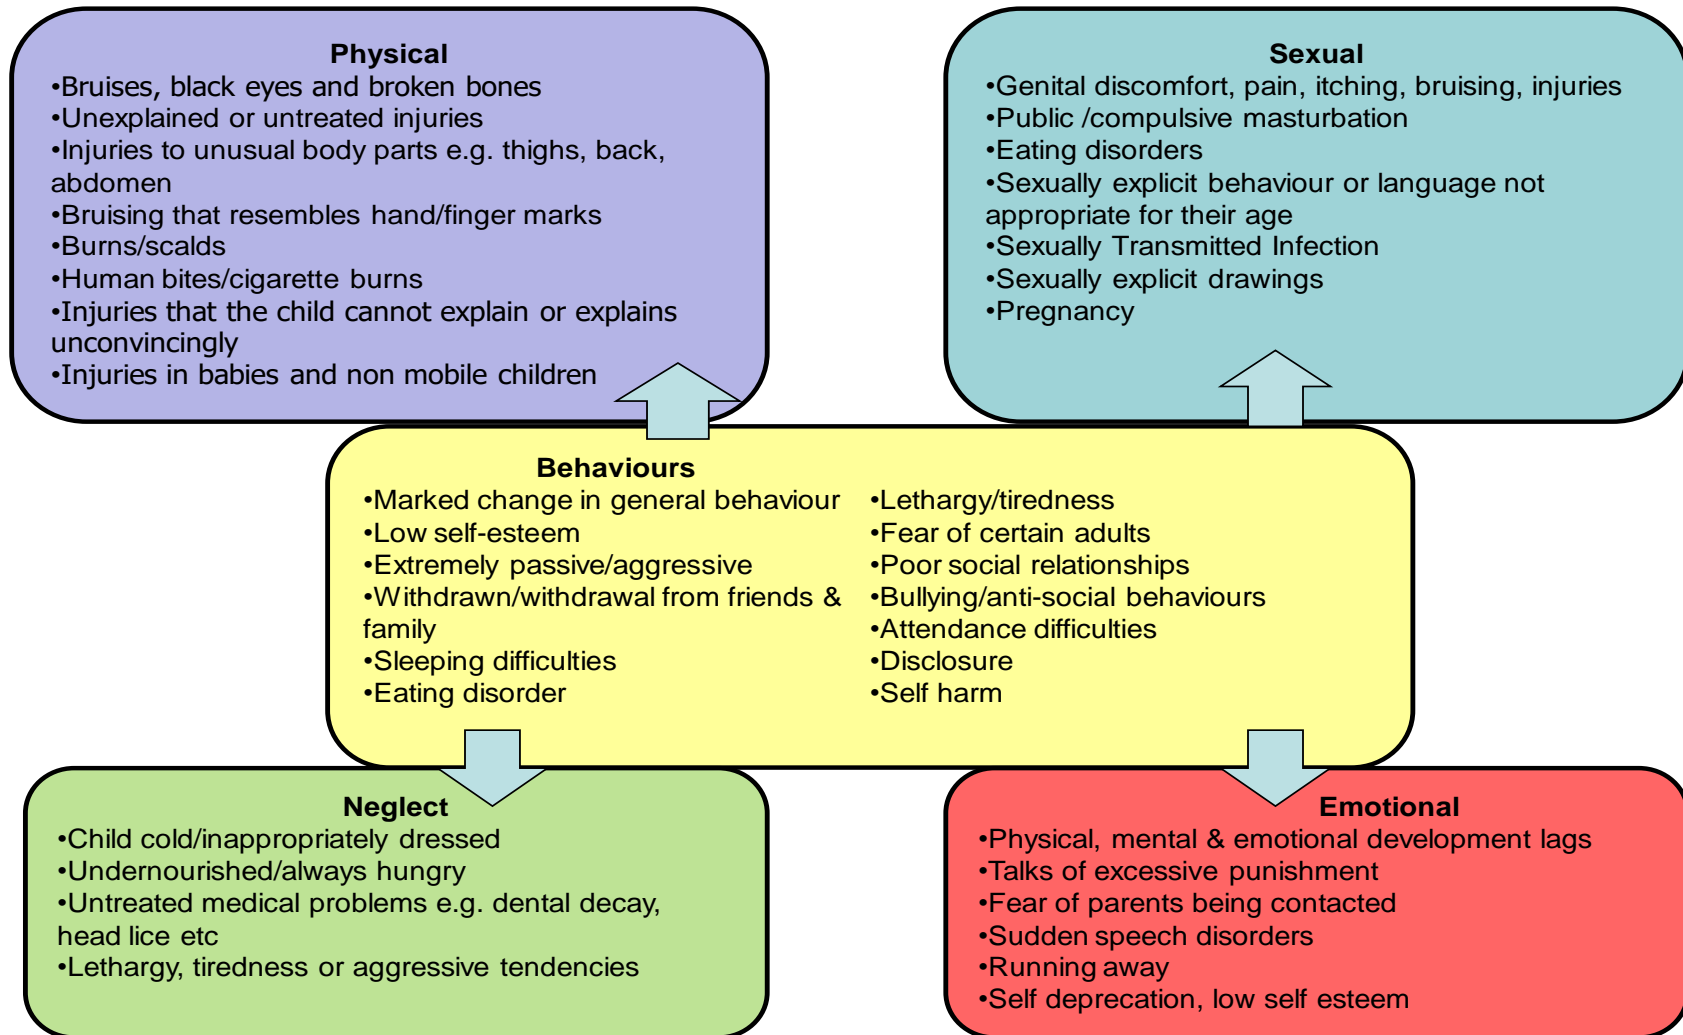 Physical
•Bruises, black eyes and broken bones
•Unexplained or untreated injuries
•Injuries to unusual body parts e.g. thighs, back,
abdomen
•Bruising that resembles hand/finger marks
•Burns/scalds
•Human bites/cigarette burns
•Injuries that the child cannot explain or explains
unconvincingly
•Injuries in babies and non mobile children
Sexual
•Genital discomfort, pain, itching, bruising, injuries
•Public /compulsive masturbation
•Eating disorders
•Sexually explicit behaviour or language not
appropriate for their age
•Sexually Transmitted Infection
•Sexually explicit drawings
•Pregnancy
Behaviours
•Marked change in general behaviour
•Low self-esteem
•Extremely passive/aggressive
•Withdrawn/withdrawal from friends &
family
•Sleeping difficulties
•Eating disorder
•Lethargy/tiredness
•Fear of certain adults
•Poor social relationships
•Bullying/anti-social behaviours
•Attendance difficulties
•Disclosure
•Self harm
Neglect
•Child cold/inappropriately dressed
•Undernourished/always hungry
•Untreated medical problems e.g. dental decay,
head lice etc
•Lethargy, tiredness or aggressive tendencies
Emotional
•Physical, mental & emotional development lags
•Talks of excessive punishment
•Fear of parents being contacted
•Sudden speech disorders
•Running away
•Self deprecation, low self esteem